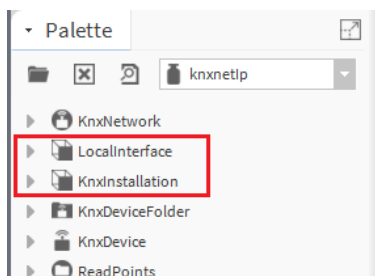 Palette
knxnetIp
KnxNetwork
LocalInterface
KnxInstallation
KnxDeviceFolder
KnxDevice
ReadPoints